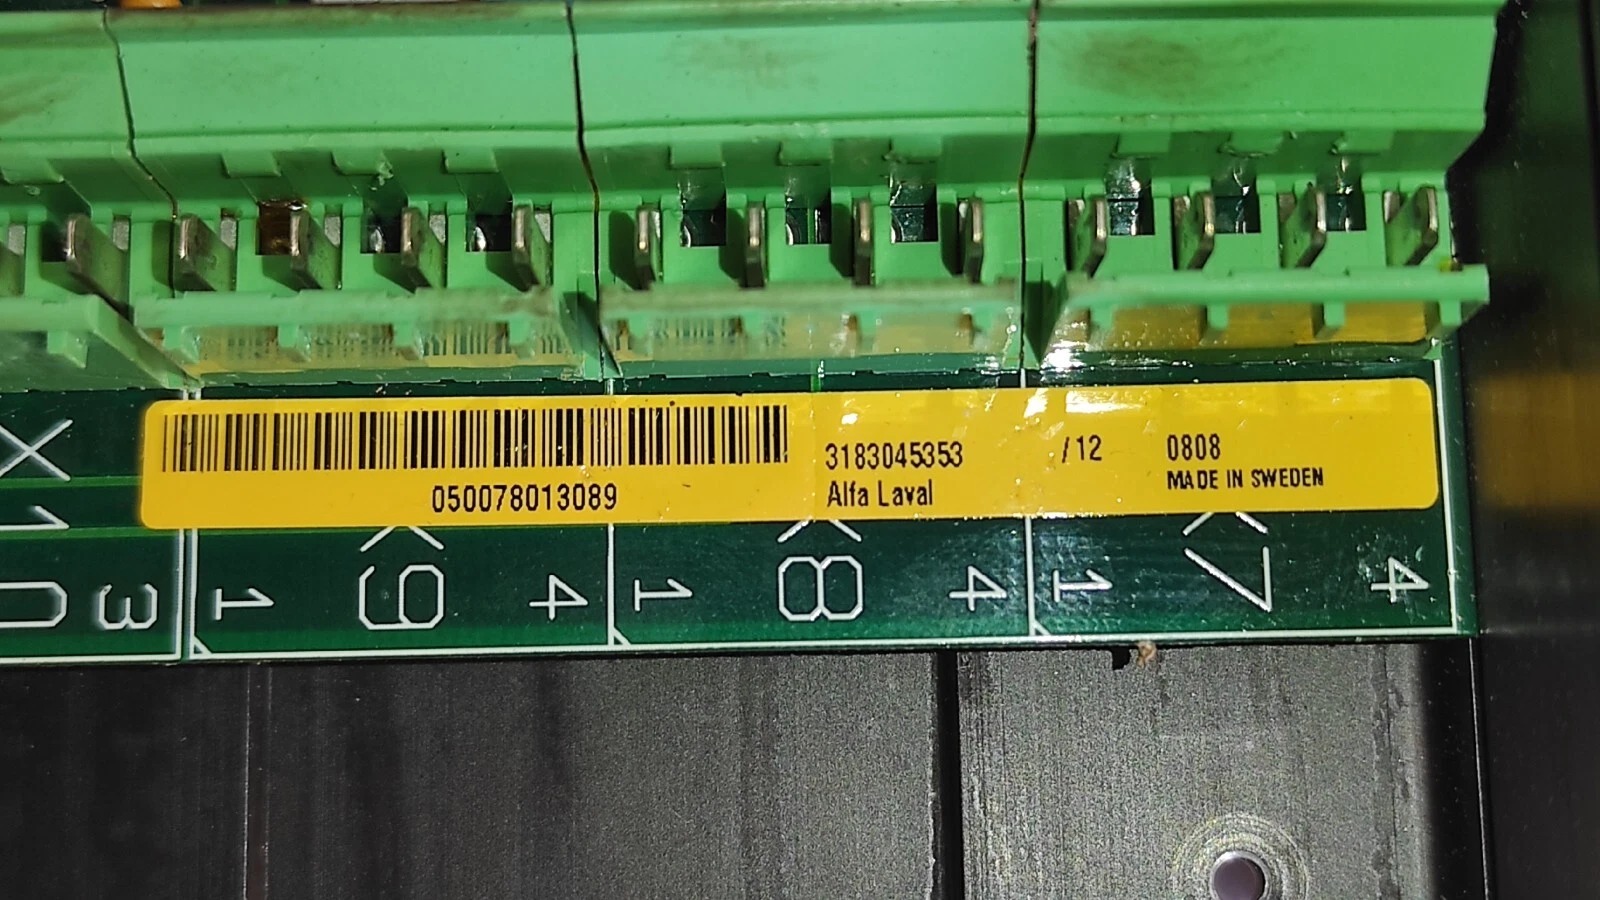 3183045353 /12 0808
050078013089 Alfa Laval MADE IN SWEDEN
X10 X9 X8 X7
3 1 4 1 4 1 4